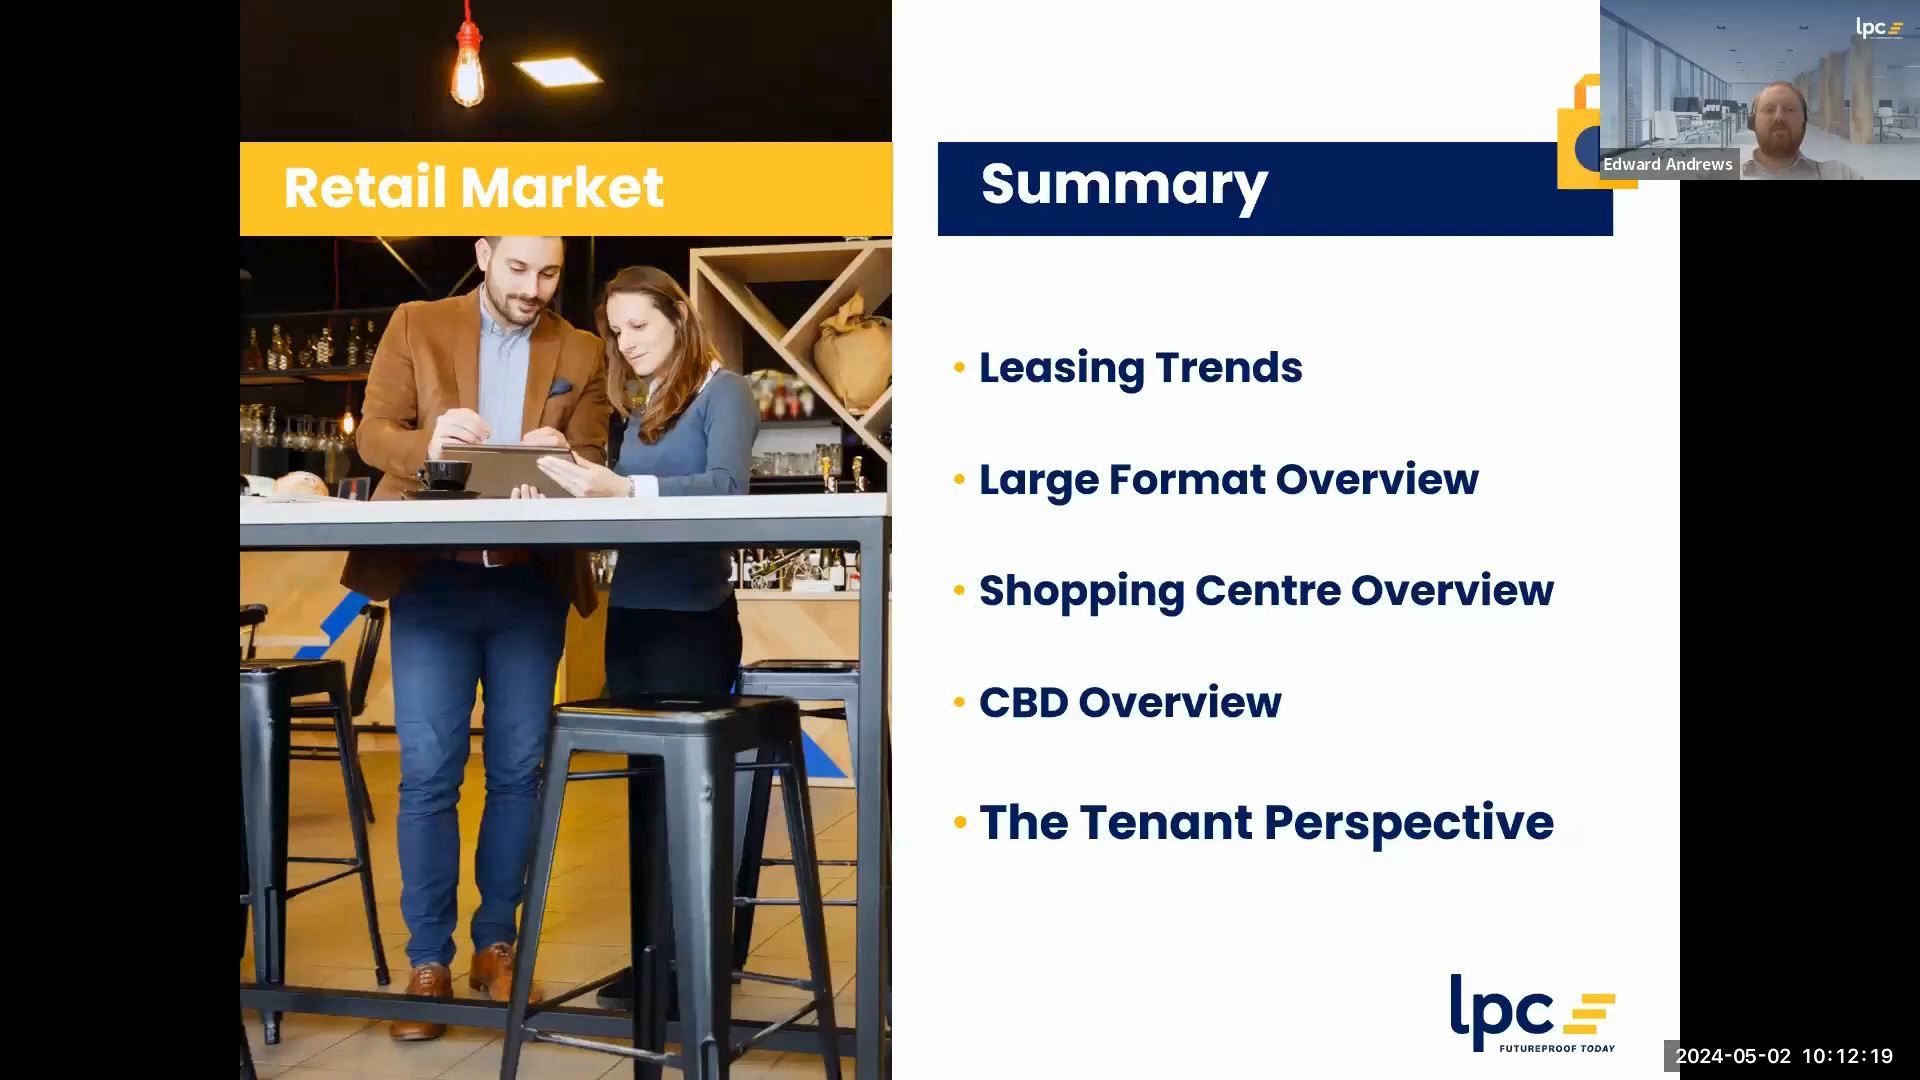 Retail Market
Summary
• Leasing Trends
• Large Format Overview
• Shopping Centre Overview
• CBD Overview
• The Tenant Perspective
lpc
FUTUREPROOF TODAY
lpc
Edward Andrews
2024-05-02 10:12:19